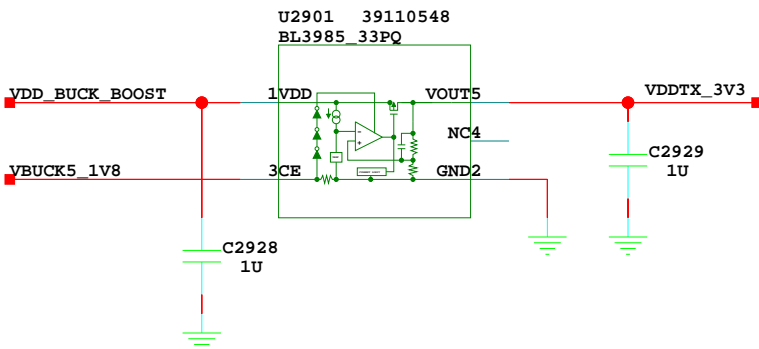 U2901 39110548
BL3985_33PQ
VDD_BUCK_BOOST
1VDD
VOUT5
VDDTX_3V3
NC4
VBUCK5_1V8
3CE
GND2
C2929
1U
C2928
1U